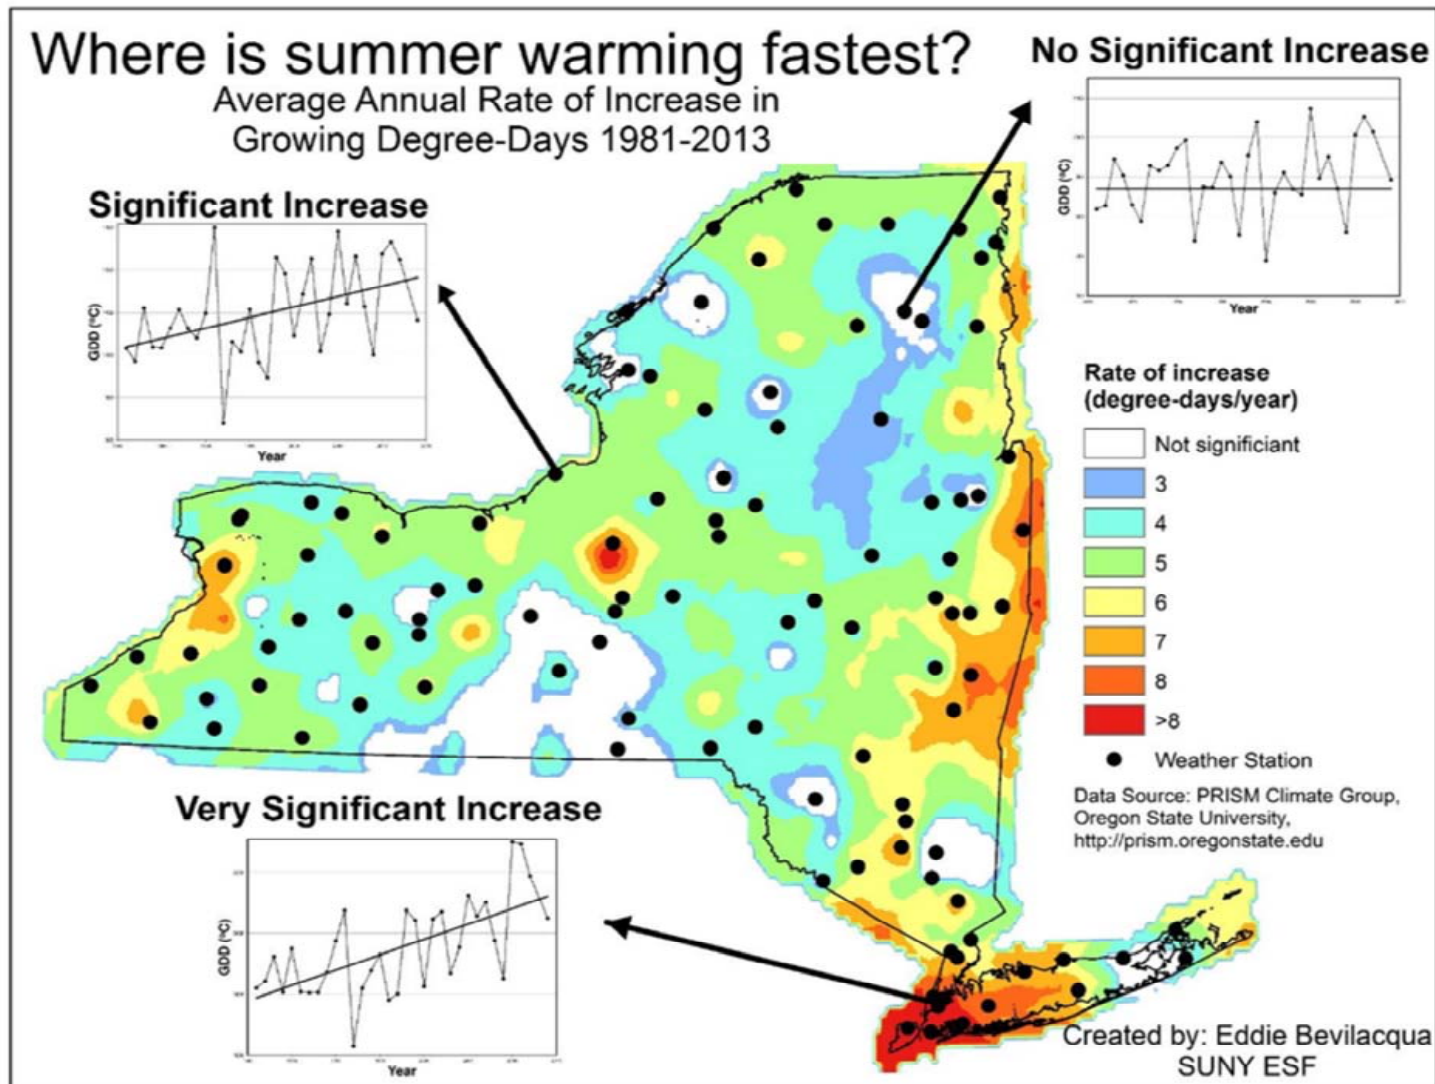 Where is summer warming fastest?
Average Annual Rate of Increase in
Growing Degree-Days 1981-2013
No Significant Increase
GDD (ºC)
Year
Significant Increase
GDD (ºC)
Year
Rate of increase
(degree-days/year)
Not significiant
3
4
5
6
7
8
>8
Weather Station
Data Source: PRISM Climate Group,
Oregon State University,
http://prism.oregonstate.edu
Very Significant Increase
GDD (ºC)
Year
Created by: Eddie Bevilacqua
SUNY ESF